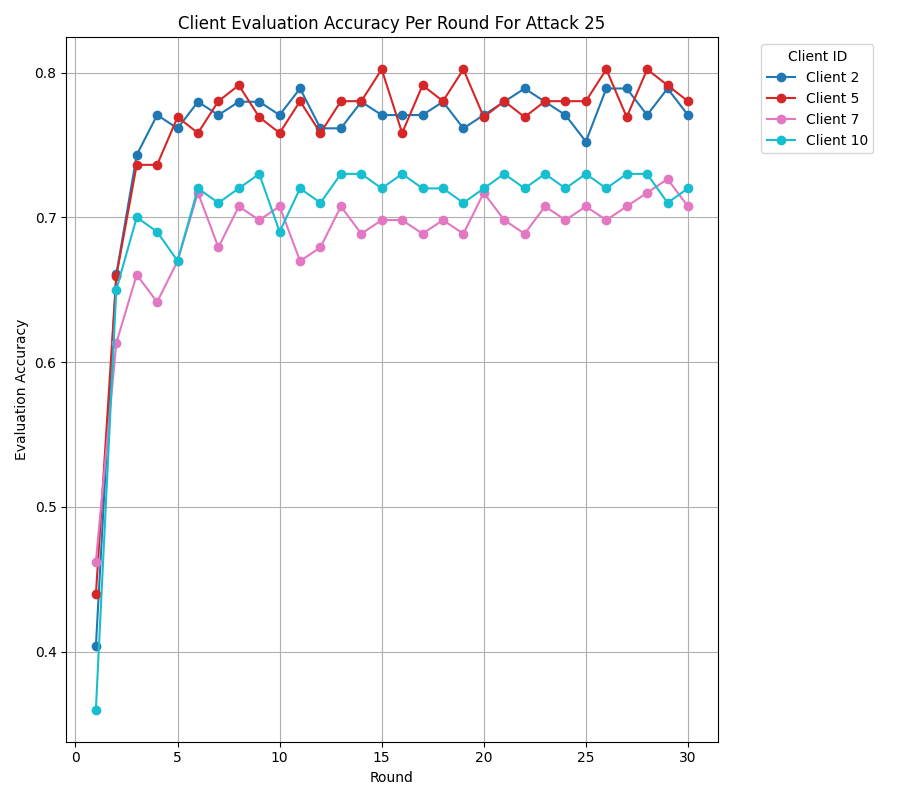 Client Evaluation Accuracy Per Round For Attack 25
Client ID
Client 2
Client 5
Client 7
Client 10
Evaluation Accuracy
0.8
0.7
0.6
0.5
0.4
0 5 10 15 20 25 30
Round